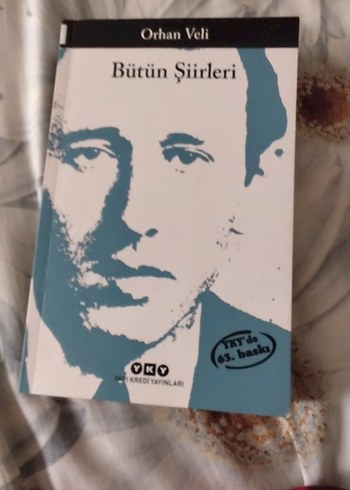 Orhan Veli
Bütün Şiirleri
YKY'de
63. baskı
YKY
YAPI KREDİ YAYINLARI